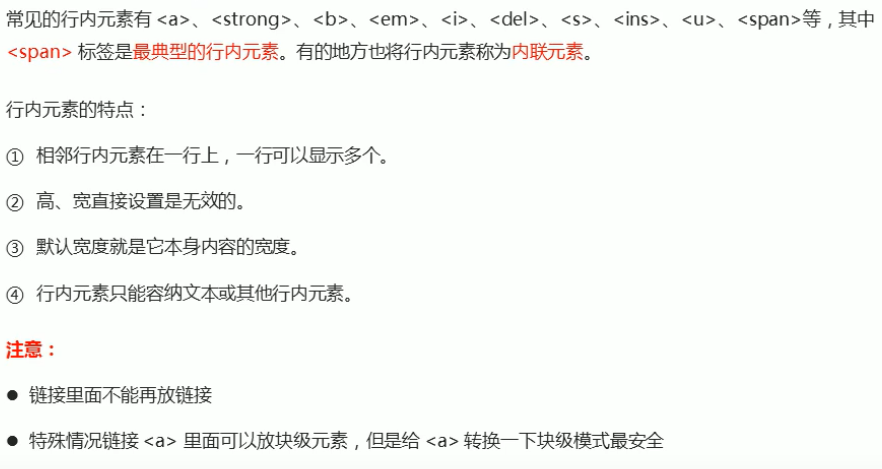 常见的行内元素有 <a>、<strong>、<b>、<em>、<i>、<del>、<s>、<ins>、<u>、<span>等，其中
<span> 标签是最典型的行内元素。有的地方也将行内元素称为内联元素。
行内元素的特点：
① 相邻行内元素在一行上，一行可以显示多个。
② 高、宽直接设置是无效的。
③ 默认宽度就是它本身内容的宽度。
④ 行内元素只能容纳文本或其他行内元素。
注意：
● 链接里面不能再放链接
● 特殊情况链接 <a> 里面可以放块级元素，但是给 <a> 转换一下块级模式最安全